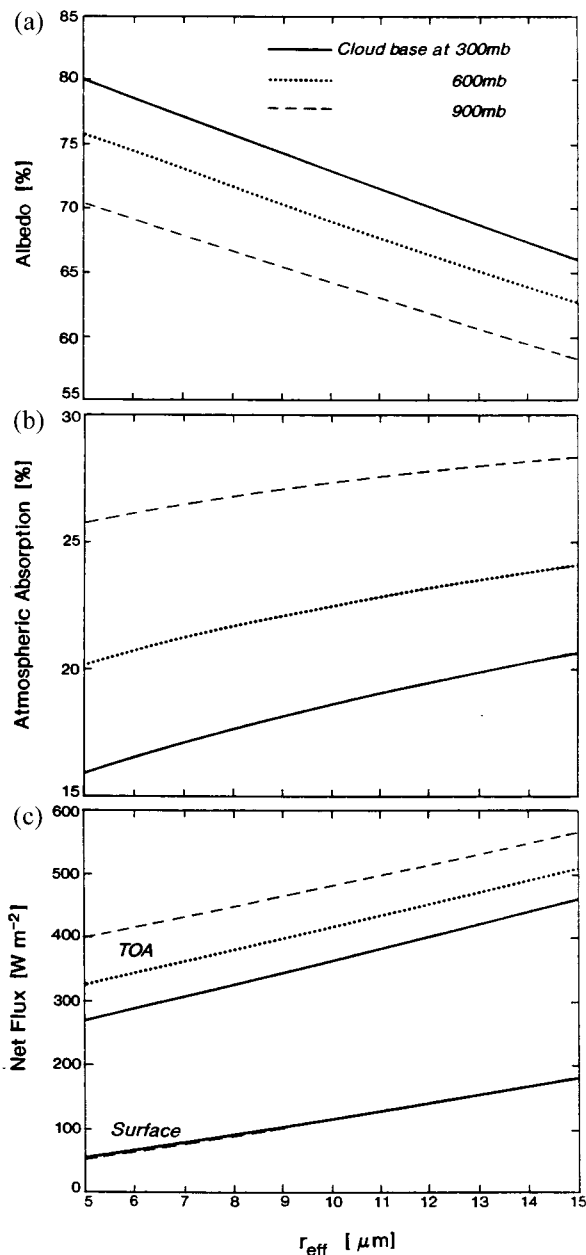 (a)
85
80
75
70
65
60
55
Albedo [%]
Cloud base at 300mb
600mb
900mb
(b)
30
25
20
15
Atmospheric Absorption [%]
(c)
600
500
400
300
200
100
0
Net Flux [W m⁻²]
TOA
Surface
5 6 7 8 9 10 11 12 13 14 15
r_eff [ μm]